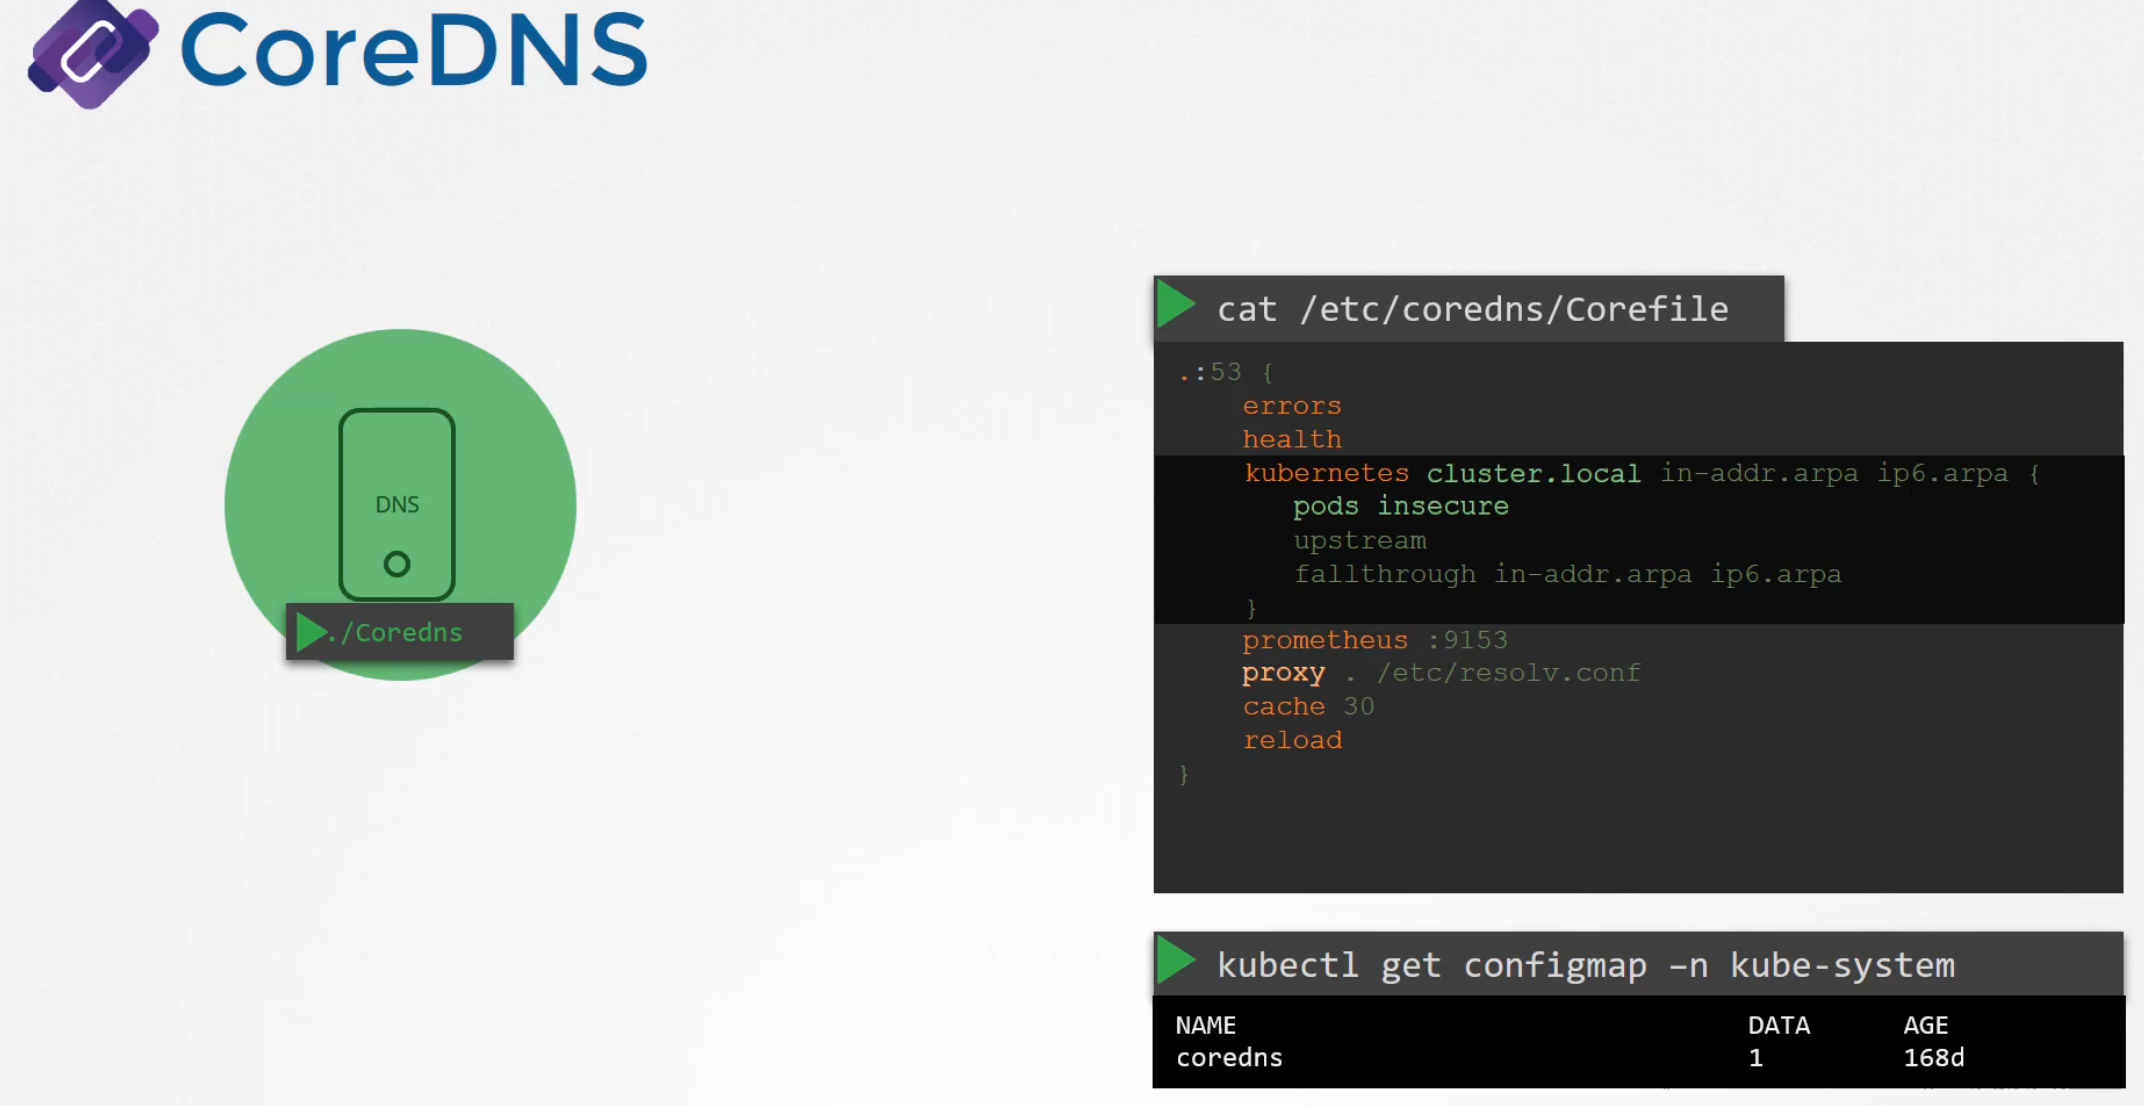 CoreDNS
DNS
./Coredns
cat /etc/coredns/Corefile
.:53 {
errors
health
kubernetes cluster.local in-addr.arpa ip6.arpa {
pods insecure
upstream
fallthrough in-addr.arpa ip6.arpa
}
prometheus :9153
proxy . /etc/resolv.conf
cache 30
reload
}
kubectl get configmap –n kube-system
NAME DATA AGE
coredns 1 168d